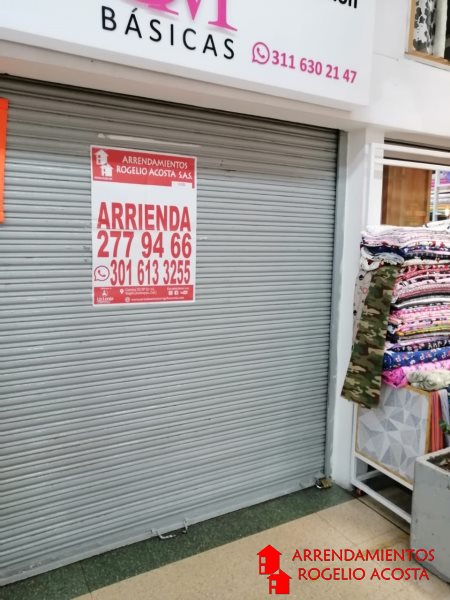 M
BÁSICAS
311 630 21 47
ARRENDAMIENTOS
ROGELIO ACOSTA S.A.S.
ARRIENDA
277 94 66
301 613 3255
ARRENDAMIENTOS
ROGELIO ACOSTA